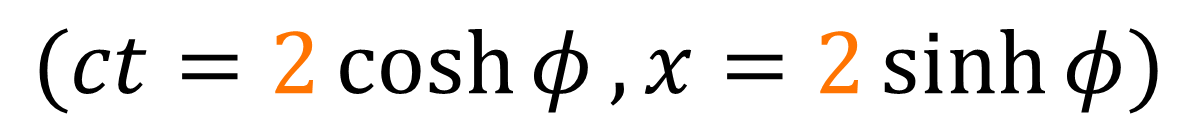 (ct = 2 cosh ϕ , x = 2 sinh ϕ)